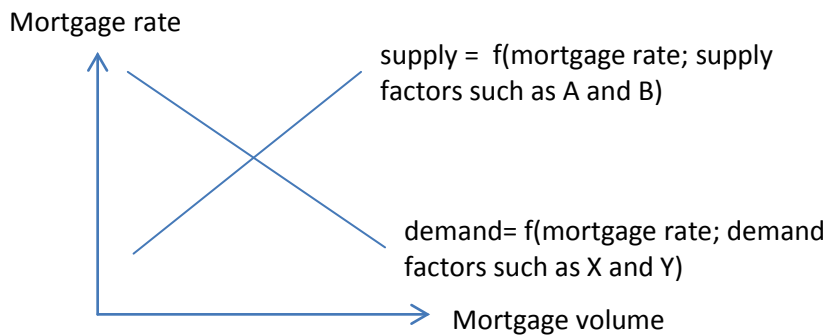 Mortgage rate
supply =  f(mortgage rate; supply
factors such as A and B)
demand= f(mortgage rate; demand
factors such as X and Y)
Mortgage volume